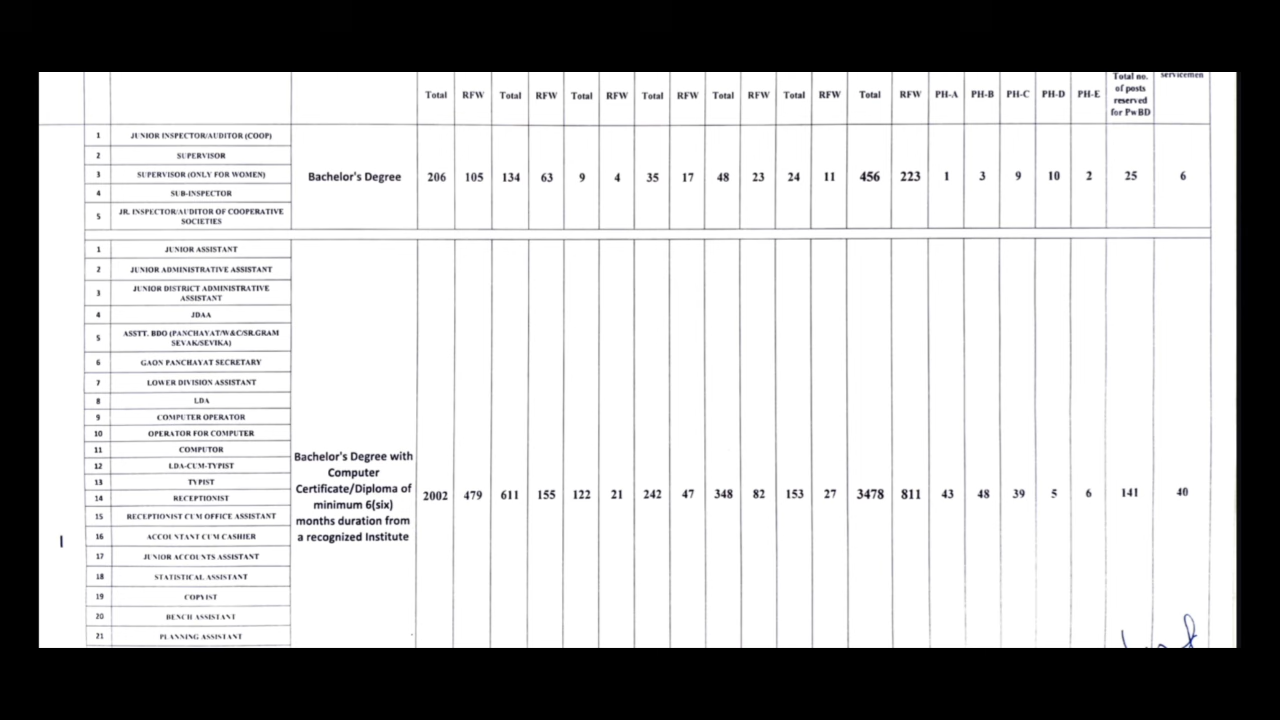 Total no. servicemen
of posts
reserved
for PwBD
Total RFW Total RFW Total RFW Total RFW Total RFW Total RFW Total RFW PH-A PH-B PH-C PH-D PH-E
1 JUNIOR INSPECTOR/AUDITOR (COOP)
2 SUPERVISOR
3 SUPERVISOR (ONLY FOR WOMEN)
4 SUB-INSPECTOR
5 JR. INSPECTOR/AUDITOR OF COOPERATIVE
SOCIETIES
Bachelor's Degree 206 105 134 63 9 4 35 17 48 23 24 11 456 223 1 3 9 10 2 25 6
1 JUNIOR ASSISTANT
2 JUNIOR ADMINISTRATIVE ASSISTANT
3 JUNIOR DISTRICT ADMINISTRATIVE
ASSISTANT
4 JDAA
5 ASSTT. BDO (PANCHAYAT/W&C/SR.GRAM
SEVAK/SEVIKA)
6 GAON PANCHAYAT SECRETARY
7 LOWER DIVISION ASSISTANT
8 LDA
9 COMPUTER OPERATOR
10 OPERATOR FOR COMPUTER
11 COMPUTOR
12 LDA-CUM-TYPIST
13 TYPIST
14 RECEPTIONIST
15 RECEPTIONIST CUM OFFICE ASSISTANT
16 ACCOUNTANT CUM CASHIER
17 JUNIOR ACCOUNTS ASSISTANT
18 STATISTICAL ASSISTANT
19 COPYIST
20 BENCH ASSISTANT
21 PLANNING ASSISTANT
Bachelor's Degree with
Computer
Certificate/Diploma of
minimum 6(six)
months duration from
a recognized Institute
2002 479 611 155 122 21 242 47 348 82 153 27 3478 811 43 48 39 5 6 141 40
I